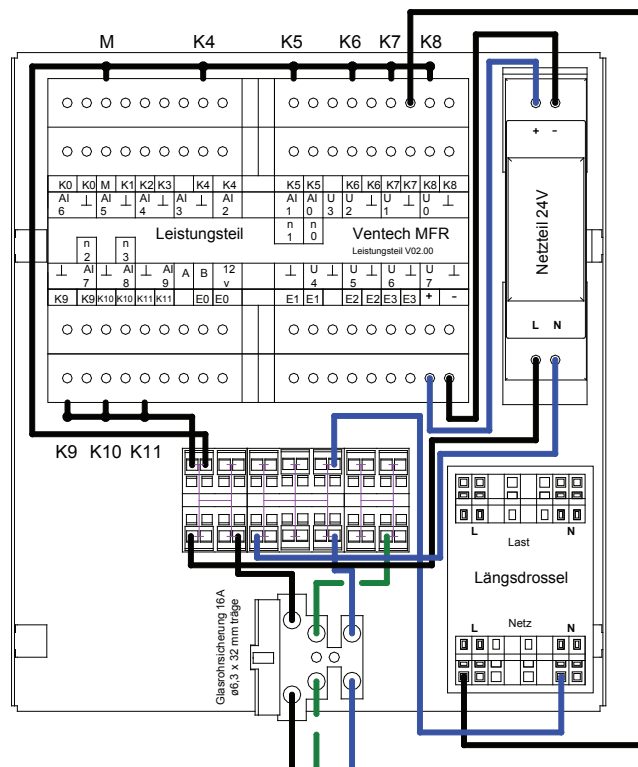 M K4 K5 K6 K7 K8
K0 K0 M K1 K2 K3 K4 K4 K5 K5 K6 K6 K7 K7 K8 K8
AI 6 ⊥ AI 5 ⊥ AI 4 ⊥ AI 3 ⊥ AI 2 AI 1 AI 0 U 3 U 2 ⊥ U 1 ⊥ U 0 ⊥
n 2 n 3 Leistungsteil n 1 n 0 Ventech MFR
Leistungsteil V02.00
⊥ AI 7 ⊥ AI 8 ⊥ AI 9 A B 12 v ⊥ U 4 ⊥ U 5 ⊥ U 6 ⊥ U 7 ⊥
K9 K9 K10 K10 K11 K11 E0 E0 E1 E1 E2 E2 E3 E3 + -
K9 K10 K11
+ -
Netzteil 24V
L N
L N
Last
Längsdrossel
Netz
L N
Glasrohrsicherung 16A
ø6,3 x 32 mm träge